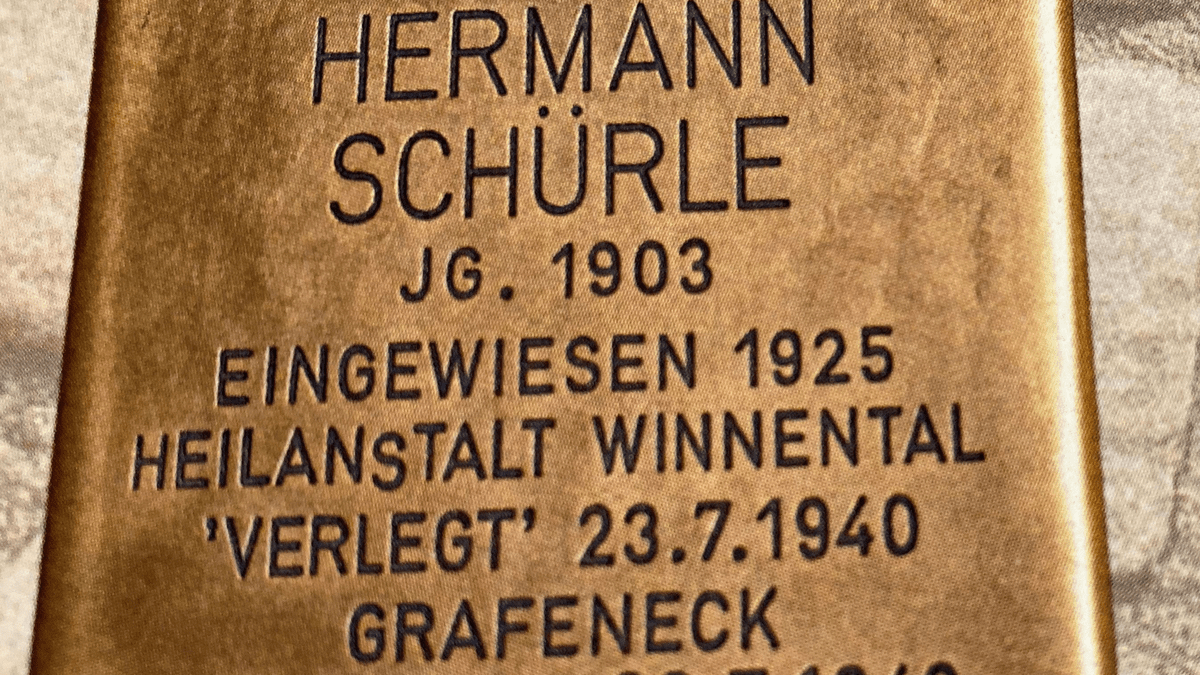 HERMANN
SCHÜRLE
JG. 1903
EINGEWIESEN 1925
HEILANSTALT WINNENTAL
'VERLEGT' 23.7.1940
GRAFENECK